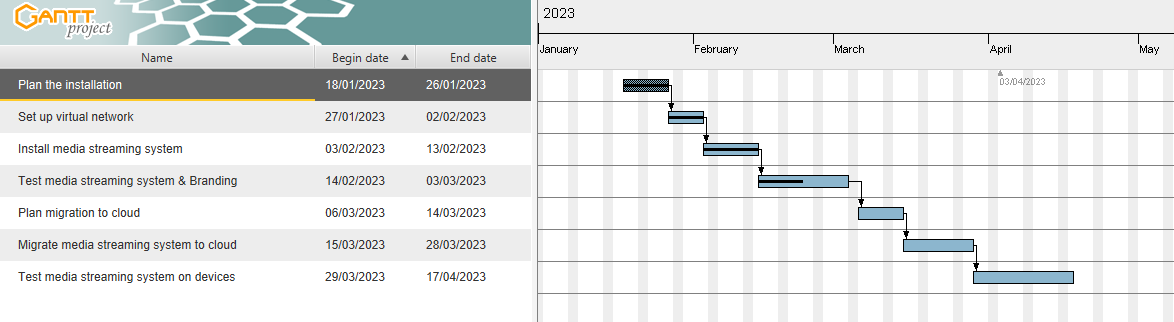 GANTT
project
2023
January February March April May
Name Begin date End date
03/04/2023
Plan the installation 18/01/2023 26/01/2023
Set up virtual network 27/01/2023 02/02/2023
Install media streaming system 03/02/2023 13/02/2023
Test media streaming system & Branding 14/02/2023 03/03/2023
Plan migration to cloud 06/03/2023 14/03/2023
Migrate media streaming system to cloud 15/03/2023 28/03/2023
Test media streaming system on devices 29/03/2023 17/04/2023